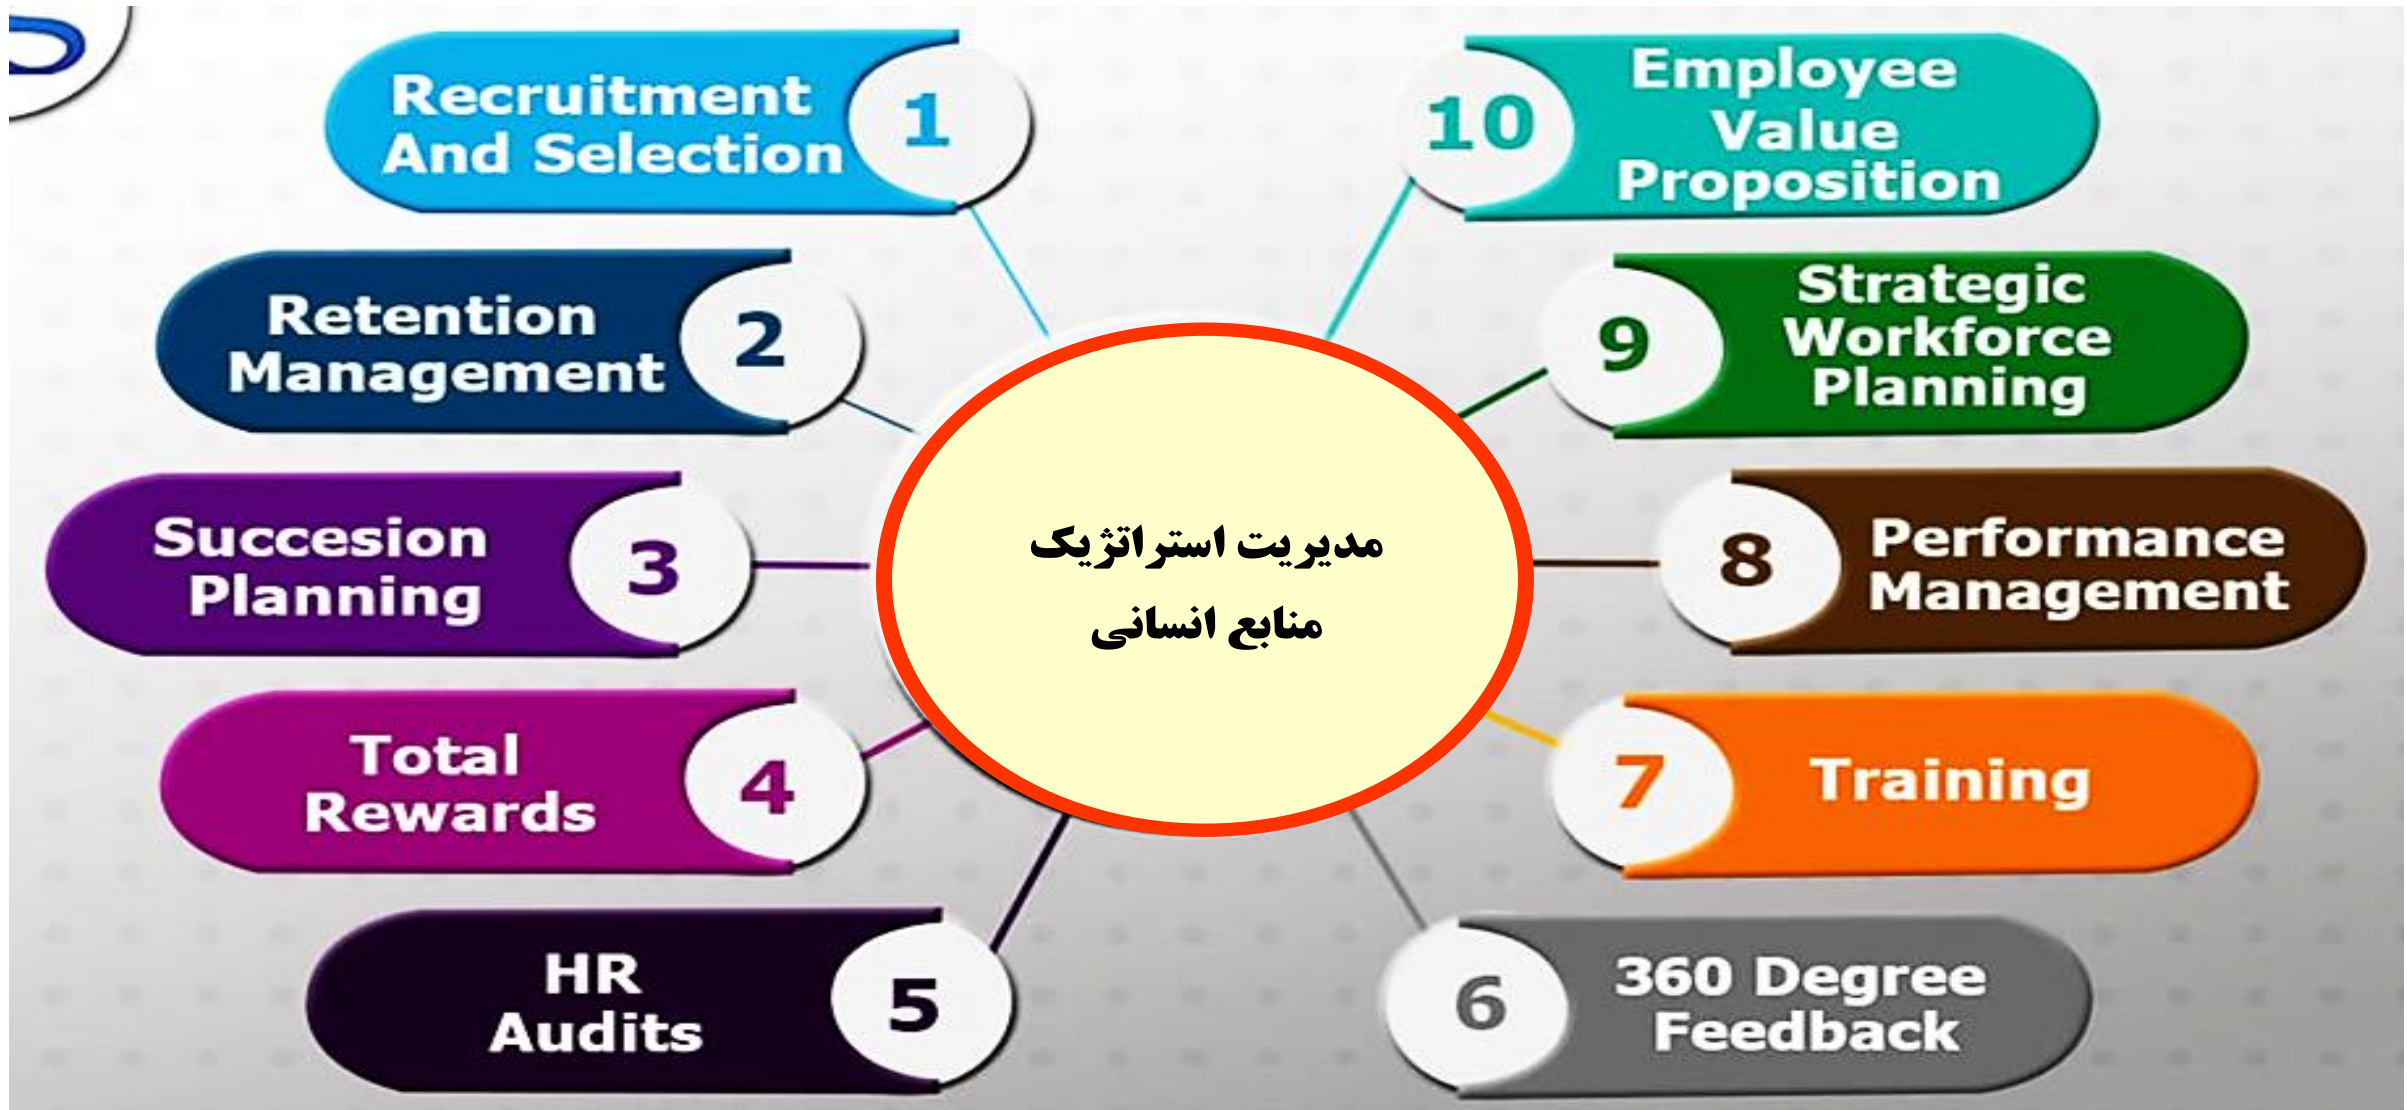 Recruitment
And Selection
1
Retention
Management
2
Succesion
Planning
3
Total
Rewards
4
HR
Audits
5
مدیریت استراتژیک
منابع انسانی
10
Employee
Value
Proposition
9
Strategic
Workforce
Planning
8
Performance
Management
7
Training
6
360 Degree
Feedback